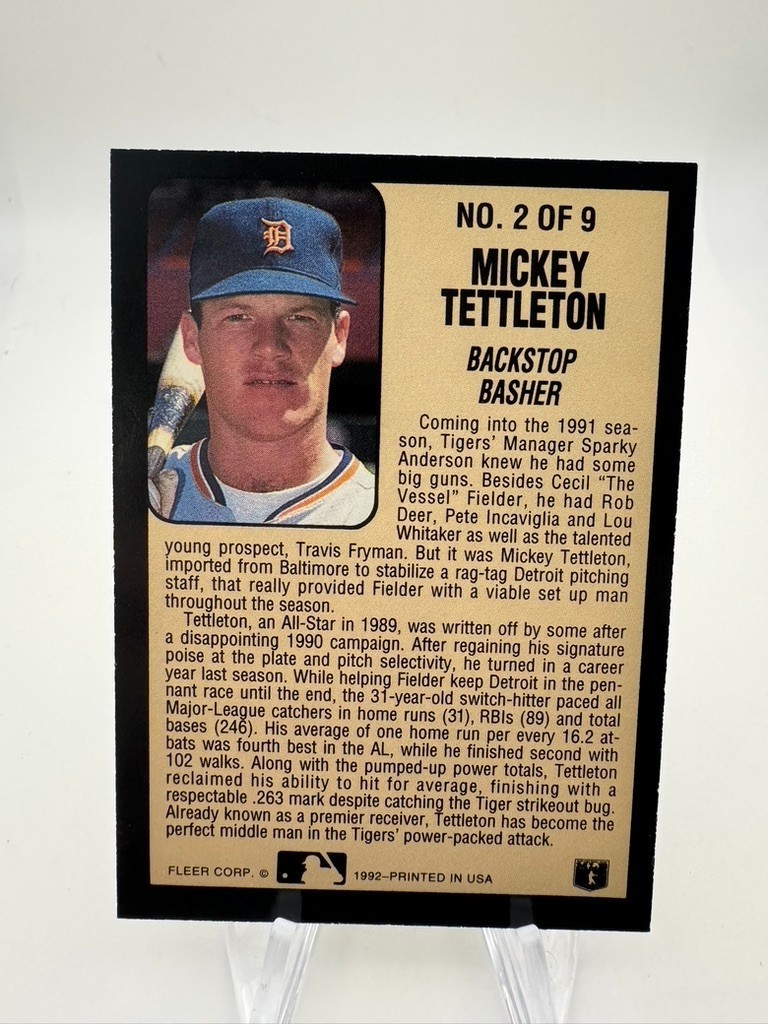 D
NO. 2 OF 9
MICKEY
TETTLETON
BACKSTOP
BASHER
Coming into the 1991 sea-
son, Tigers' Manager Sparky
Anderson knew he had some
big guns. Besides Cecil "The
Vessel" Fielder, he had Rob
Deer, Pete Incaviglia and Lou
Whitaker as well as the talented
young prospect, Travis Fryman. But it was Mickey Tettleton,
imported from Baltimore to stabilize a rag-tag Detroit pitching
staff, that really provided Fielder with a viable set up man
throughout the season.
Tettleton, an All-Star in 1989, was written off by some after
a disappointing 1990 campaign. After regaining his signature
poise at the plate and pitch selectivity, he turned in a career
year last season. While helping Fielder keep Detroit in the pen-
nant race until the end, the 31-year-old switch-hitter paced all
Major-League catchers in home runs (31), RBIs (89) and total
bases (246). His average of one home run per every 16.2 at-
bats was fourth best in the AL, while he finished second with
102 walks. Along with the pumped-up power totals, Tettleton
reclaimed his ability to hit for average, finishing with a
respectable .263 mark despite catching the Tiger strikeout bug.
Already known as a premier receiver, Tettleton has become the
perfect middle man in the Tigers' power-packed attack.
FLEER CORP. © 1992–PRINTED IN USA